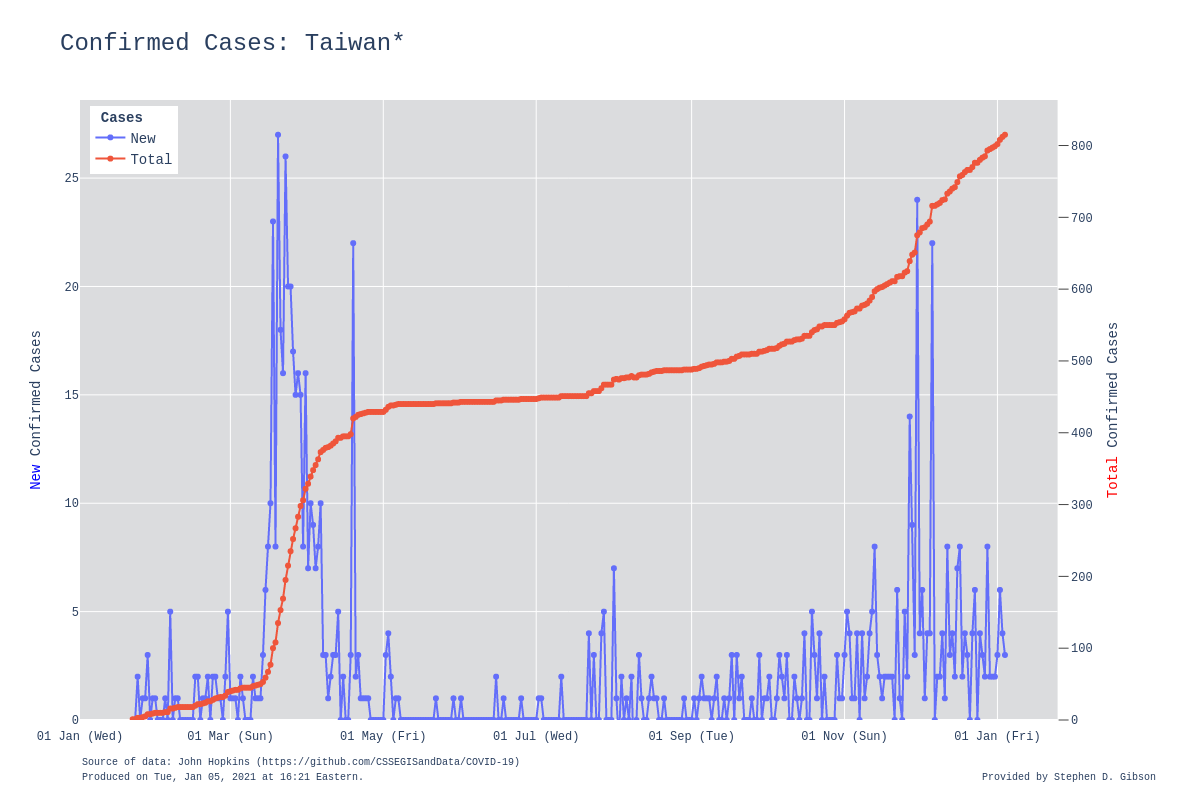 Confirmed Cases: Taiwan*
Cases
New
Total
25
20
15
10
5
0
New Confirmed Cases
800
700
600
500
400
300
200
100
0
Total Confirmed Cases
01 Jan (Wed) 01 Mar (Sun) 01 May (Fri) 01 Jul (Wed) 01 Sep (Tue) 01 Nov (Sun) 01 Jan (Fri)
Source of data: John Hopkins (https://github.com/CSSEGISandData/COVID-19)
Produced on Tue, Jan 05, 2021 at 16:21 Eastern.
Provided by Stephen D. Gibson